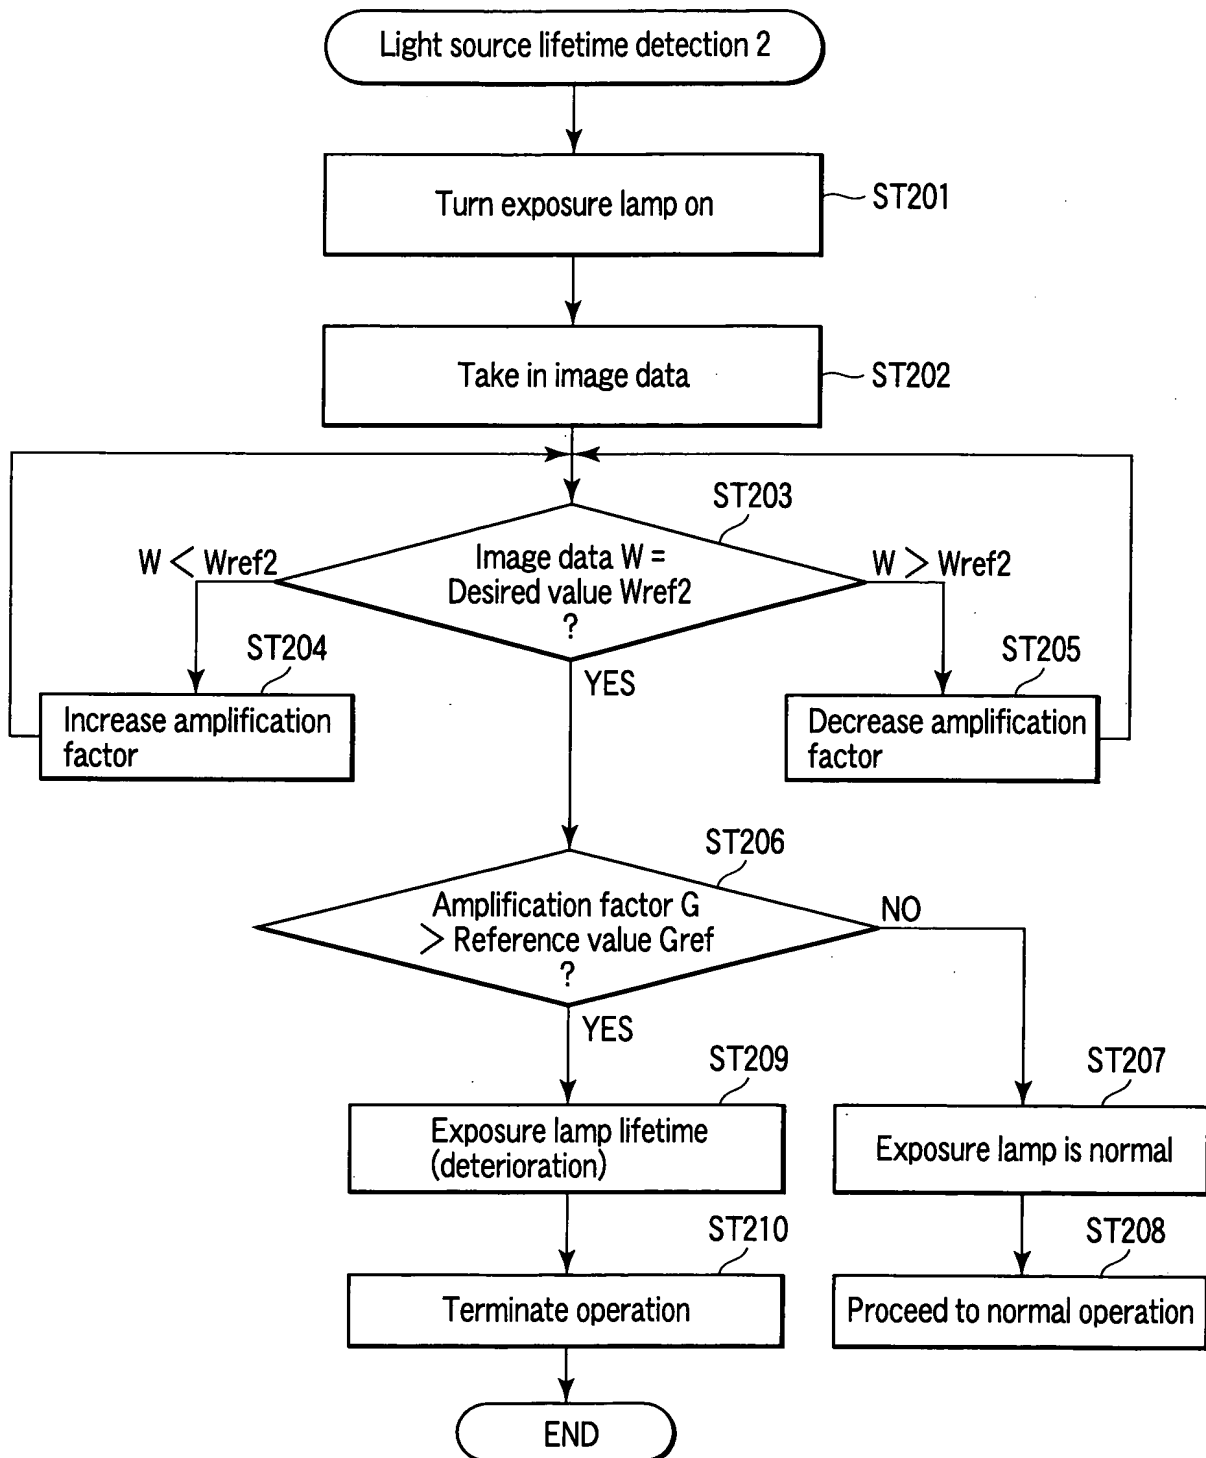 Light source lifetime detection 2
Turn exposure lamp on
ST201
Take in image data
ST202
ST203
Image data W =
Desired value Wref2
?
W < Wref2
W > Wref2
YES
ST204
Increase amplification
factor
ST205
Decrease amplification
factor
ST206
Amplification factor G
> Reference value Gref
?
NO
YES
ST209
Exposure lamp lifetime
(deterioration)
ST207
Exposure lamp is normal
ST210
Terminate operation
ST208
Proceed to normal operation
END